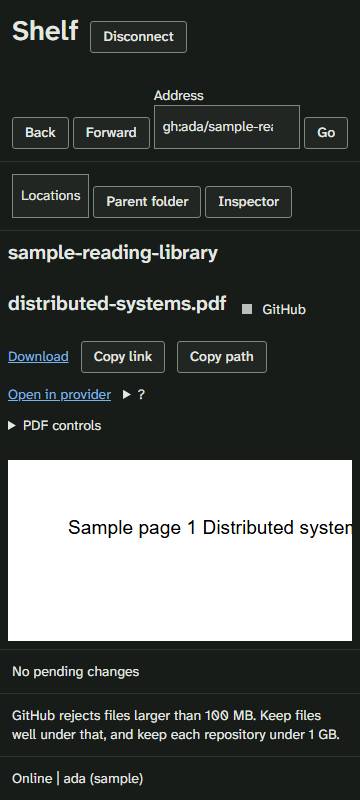 Shelf
Disconnect
Address
Back
Forward
gh:ada/sample-rea
Go
Locations
Parent folder
Inspector
sample-reading-library
distributed-systems.pdf
GitHub
Download
Copy link
Copy path
Open in provider
?
PDF controls
Sample page 1 Distributed system
No pending changes
GitHub rejects files larger than 100 MB. Keep files
well under that, and keep each repository under 1 GB.
Online | ada (sample)